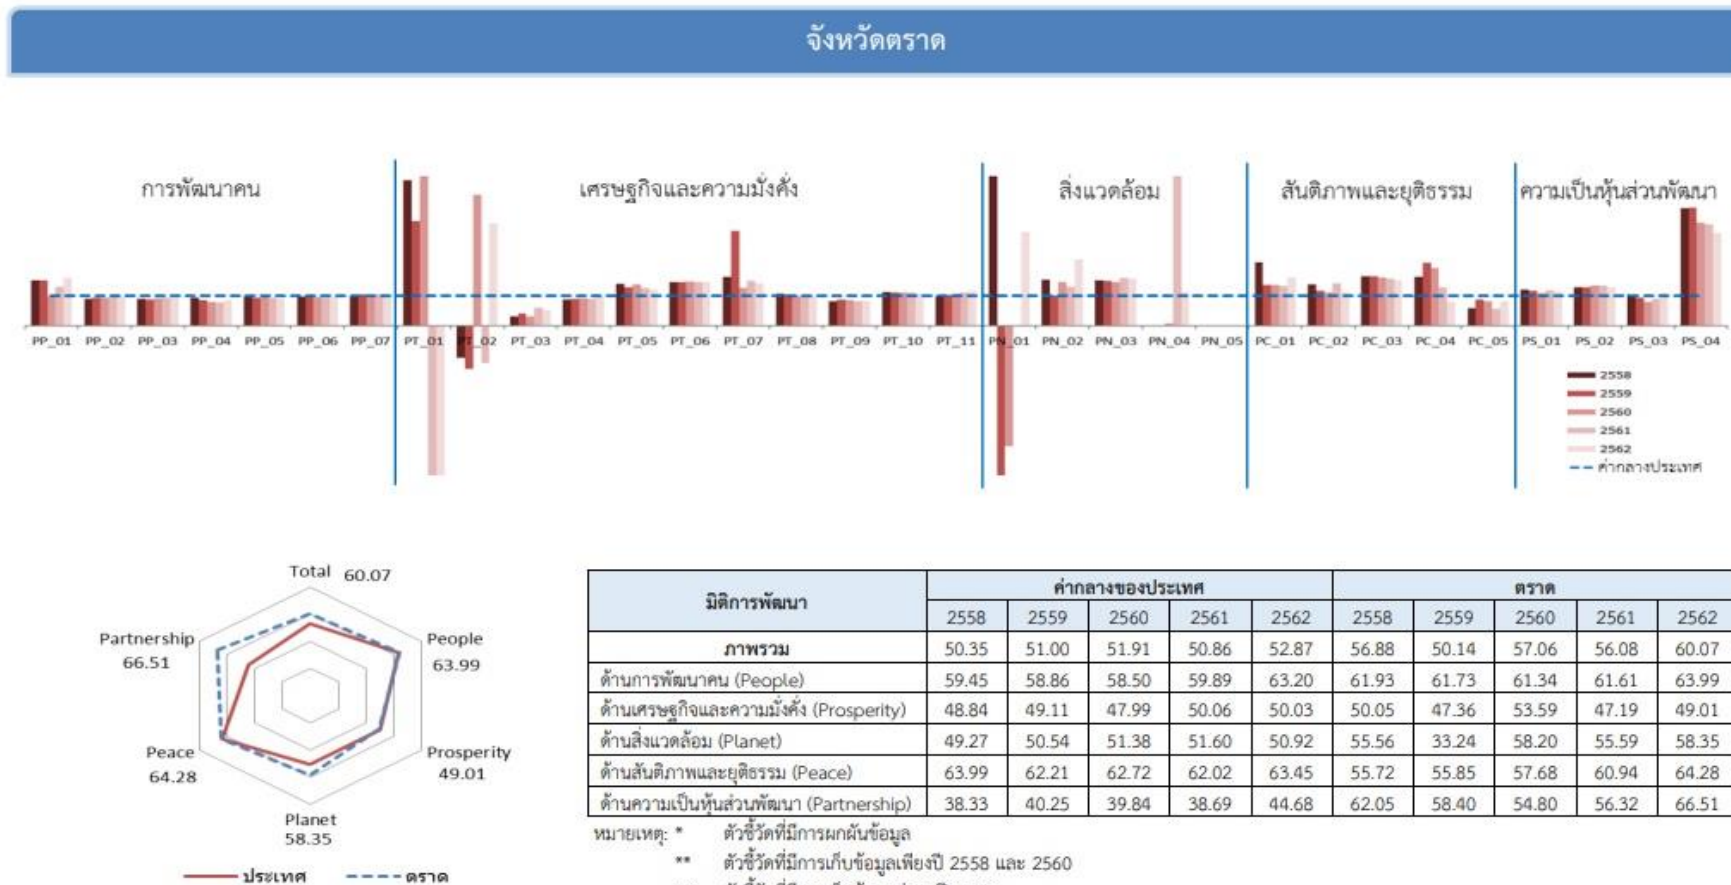 จังหวัดตราด
การพัฒนาคน
เศรษฐกิจและความมั่งคั่ง
สิ่งแวดล้อม
สันติภาพและยุติธรรม
ความเป็นหุ้นส่วนพัฒนา
PP_01 PP_02 PP_03 PP_04 PP_05 PP_06 PP_07 PT_01 PT_02 PT_03 PT_04 PT_05 PT_06 PT_07 PT_08 PT_09 PT_10 PT_11 PN_01 PN_02 PN_03 PN_04 PN_05 PC_01 PC_02 PC_03 PC_04 PC_05 PS_01 PS_02 PS_03 PS_04
2558
2559
2560
2561
2562
ค่ากลางประเทศ
Total 60.07
People
63.99
Prosperity
49.01
Planet
58.35
Peace
64.28
Partnership
66.51
ประเทศ ตราด
มิติการพัฒนา ค่ากลางของประเทศ ตราด
2558 2559 2560 2561 2562 2558 2559 2560 2561 2562
ภาพรวม 50.35 51.00 51.91 50.86 52.87 56.88 50.14 57.06 56.08 60.07
ด้านการพัฒนาคน (People) 59.45 58.86 58.50 59.89 63.20 61.93 61.73 61.34 61.61 63.99
ด้านเศรษฐกิจและความมั่งคั่ง (Prosperity) 48.84 49.11 47.99 50.06 50.03 50.05 47.36 53.59 47.19 49.01
ด้านสิ่งแวดล้อม (Planet) 49.27 50.54 51.38 51.60 50.92 55.56 33.24 58.20 55.59 58.35
ด้านสันติภาพและยุติธรรม (Peace) 63.99 62.21 62.72 62.02 63.45 55.72 55.85 57.68 60.94 64.28
ด้านความเป็นหุ้นส่วนพัฒนา (Partnership) 38.33 40.25 39.84 38.69 44.68 62.05 58.40 54.80 56.32 66.51
หมายเหตุ: * ตัวชี้วัดที่มีการผกผันข้อมูล
** ตัวชี้วัดที่มีการเก็บข้อมูลเพียงปี 2558 และ 2560